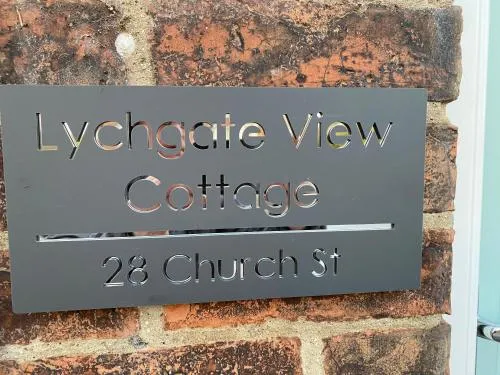 Lychgate View
Cottage
28 Church St